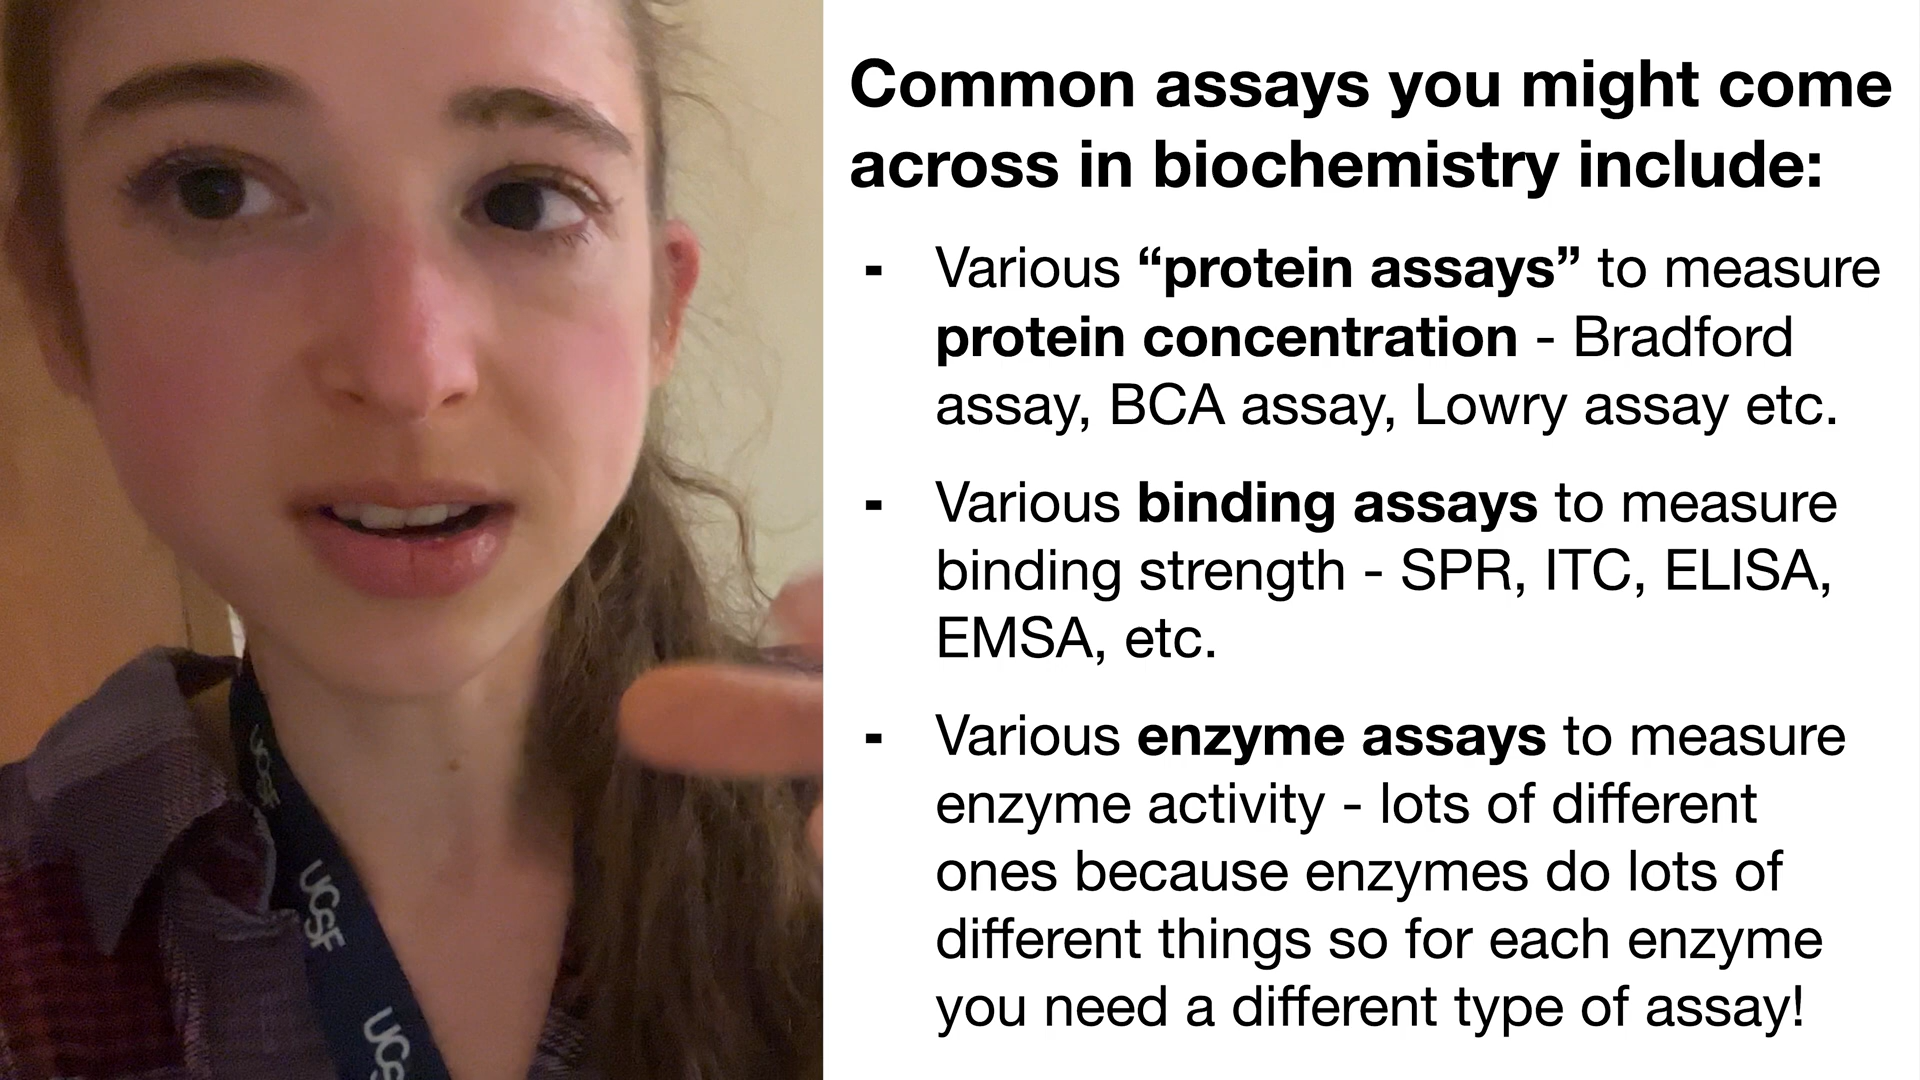 Common assays you might come
across in biochemistry include:
- Various “protein assays” to measure
protein concentration - Bradford
assay, BCA assay, Lowry assay etc.
- Various binding assays to measure
binding strength - SPR, ITC, ELISA,
EMSA, etc.
- Various enzyme assays to measure
enzyme activity - lots of different
ones because enzymes do lots of
different things so for each enzyme
you need a different type of assay!
UCSF
UCSF
UCS